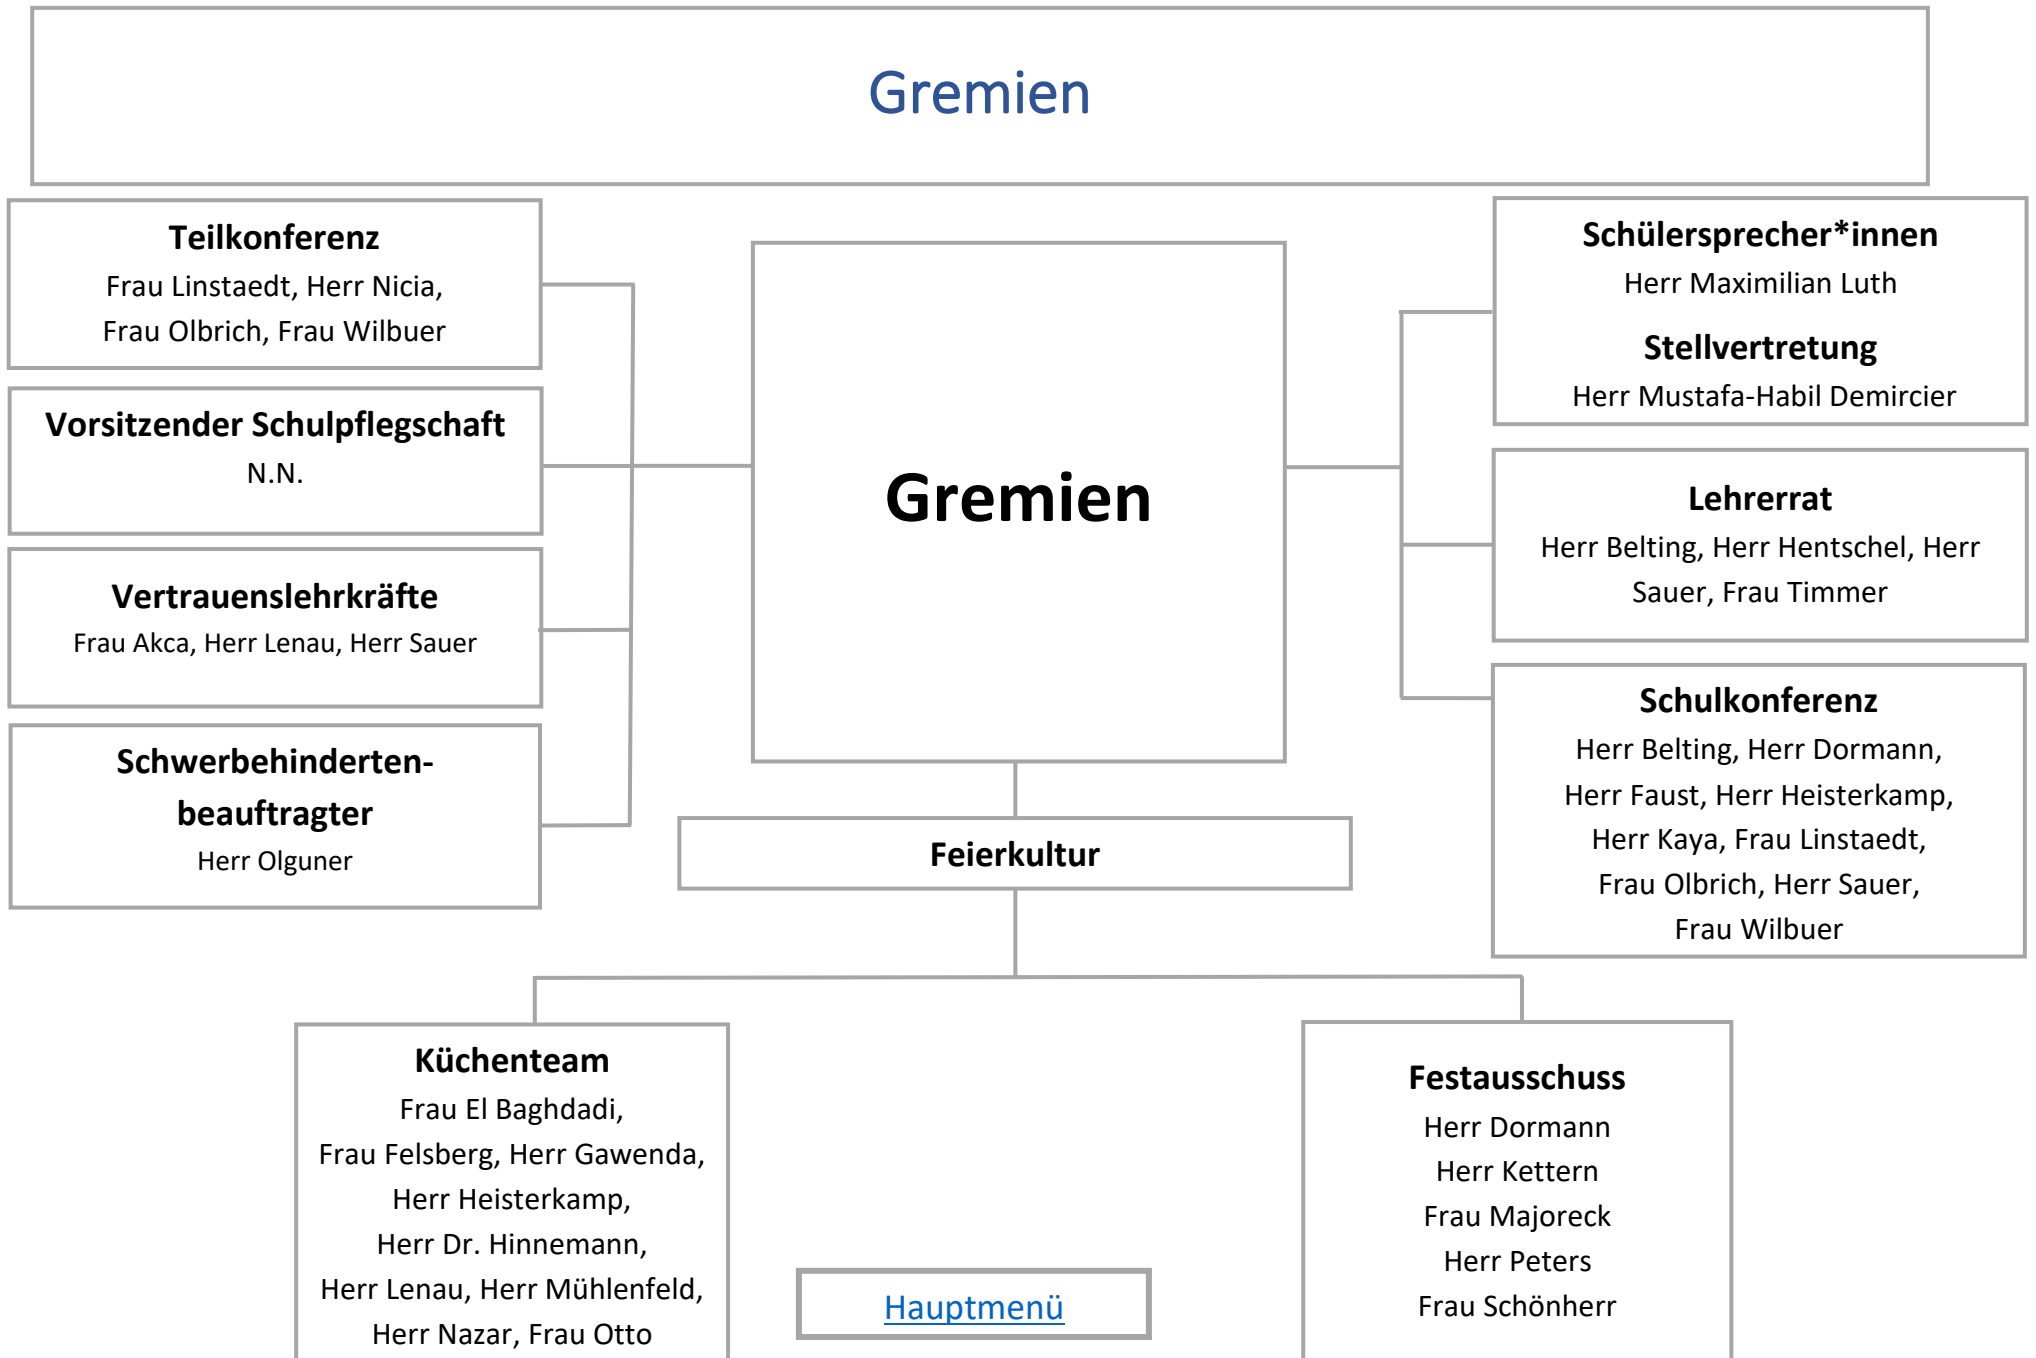 Gremien
Teilkonferenz
Frau Linstaedt, Herr Nicia,
Frau Olbrich, Frau Wilbuer
Vorsitzender Schulpflegschaft
N.N.
Vertrauenslehrkräfte
Frau Akca, Herr Lenau, Herr Sauer
Schwerbehinderten-
beauftragter
Herr Olguner
Gremien
Schülersprecher*innen
Herr Maximilian Luth
Stellvertretung
Herr Mustafa-Habil Demircier
Lehrerrat
Herr Belting, Herr Hentschel, Herr
Sauer, Frau Timmer
Schulkonferenz
Herr Belting, Herr Dormann,
Herr Faust, Herr Heisterkamp,
Herr Kaya, Frau Linstaedt,
Frau Olbrich, Herr Sauer,
Frau Wilbuer
Feierkultur
Küchenteam
Frau El Baghdadi,
Frau Felsberg, Herr Gawenda,
Herr Heisterkamp,
Herr Dr. Hinnemann,
Herr Lenau, Herr Mühlenfeld,
Herr Nazar, Frau Otto
Hauptmenü
Festausschuss
Herr Dormann
Herr Kettern
Frau Majoreck
Herr Peters
Frau Schönherr